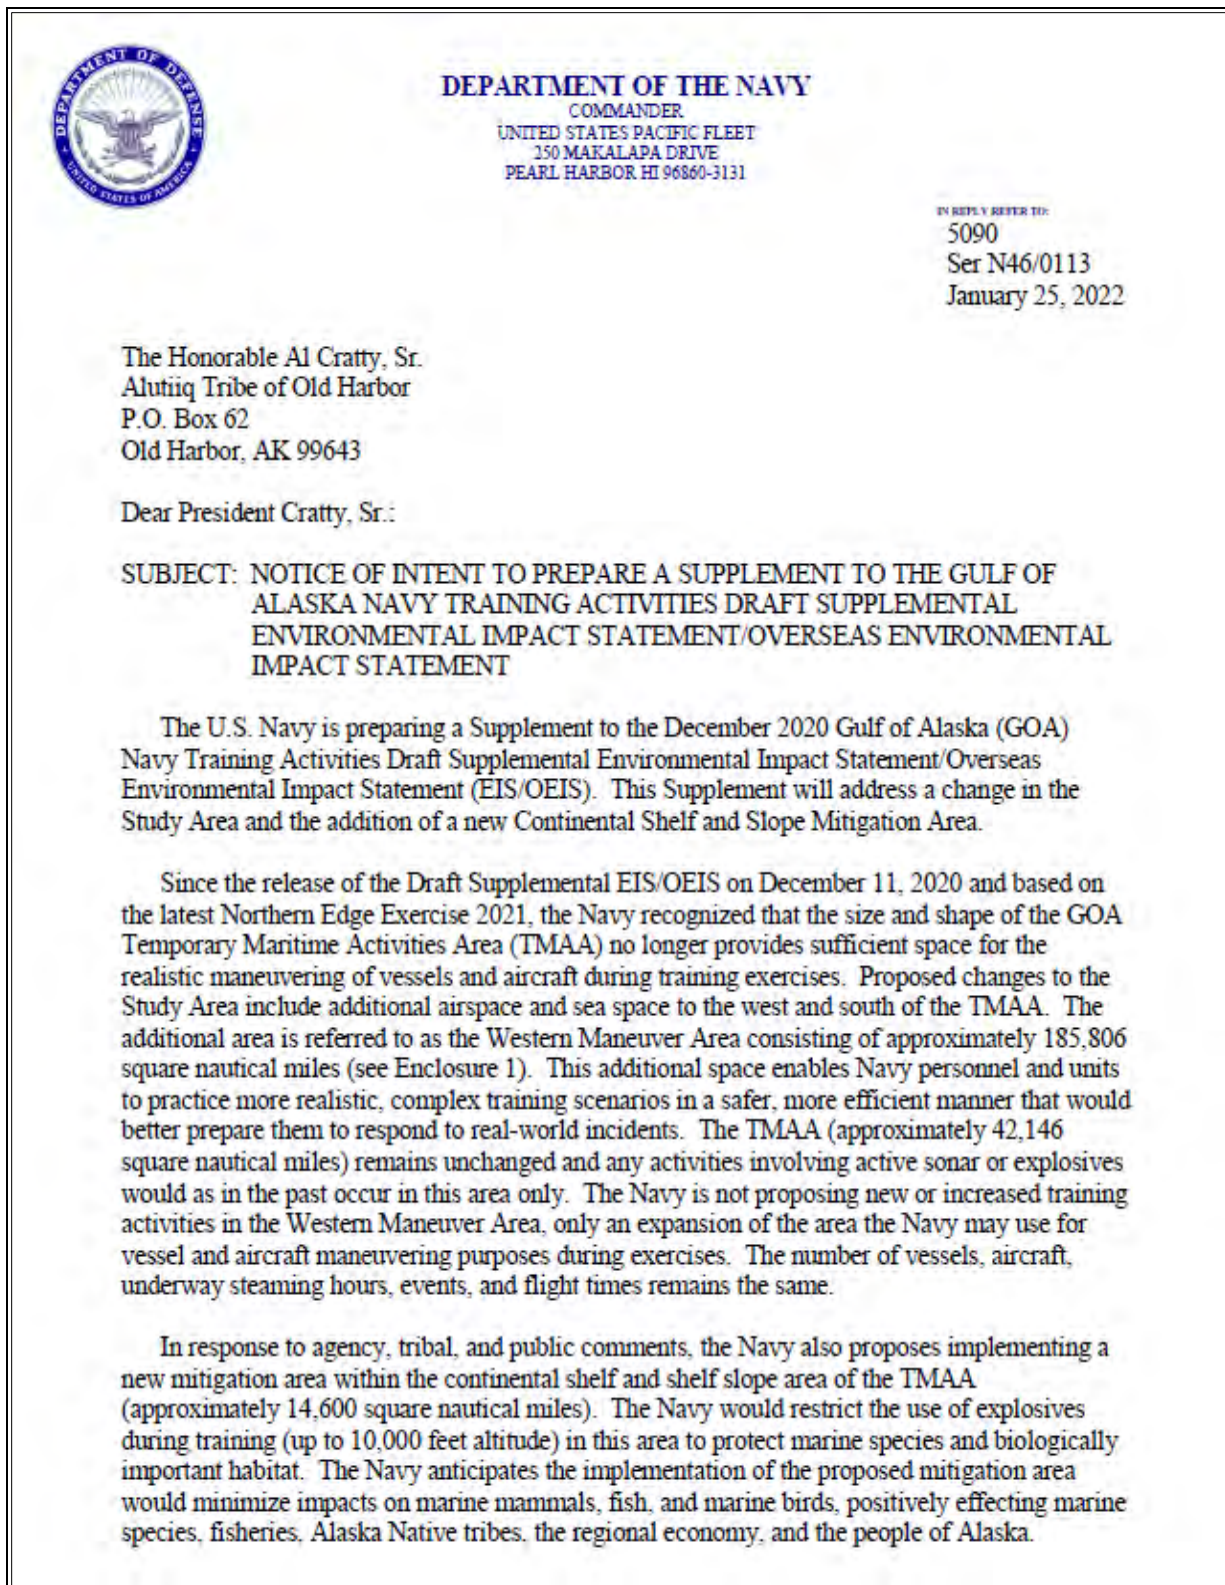 DEPARTMENT OF DEFENSE
UNITED STATES OF AMERICA
DEPARTMENT OF THE NAVY
COMMANDER
UNITED STATES PACIFIC FLEET
250 MAKALAPA DRIVE
PEARL HARBOR HI 96860-3131
IN REPLY REFER TO:
5090
Ser N46/0113
January 25, 2022
The Honorable Al Cratty, Sr.
Alutiiq Tribe of Old Harbor
P.O. Box 62
Old Harbor, AK 99643
Dear President Cratty, Sr.:
SUBJECT: NOTICE OF INTENT TO PREPARE A SUPPLEMENT TO THE GULF OF
ALASKA NAVY TRAINING ACTIVITIES DRAFT SUPPLEMENTAL
ENVIRONMENTAL IMPACT STATEMENT/OVERSEAS ENVIRONMENTAL
IMPACT STATEMENT
The U.S. Navy is preparing a Supplement to the December 2020 Gulf of Alaska (GOA)
Navy Training Activities Draft Supplemental Environmental Impact Statement/Overseas
Environmental Impact Statement (EIS/OEIS). This Supplement will address a change in the
Study Area and the addition of a new Continental Shelf and Slope Mitigation Area.
Since the release of the Draft Supplemental EIS/OEIS on December 11, 2020 and based on
the latest Northern Edge Exercise 2021, the Navy recognized that the size and shape of the GOA
Temporary Maritime Activities Area (TMAA) no longer provides sufficient space for the
realistic maneuvering of vessels and aircraft during training exercises. Proposed changes to the
Study Area include additional airspace and sea space to the west and south of the TMAA. The
additional area is referred to as the Western Maneuver Area consisting of approximately 185,806
square nautical miles (see Enclosure 1). This additional space enables Navy personnel and units
to practice more realistic, complex training scenarios in a safer, more efficient manner that would
better prepare them to respond to real-world incidents. The TMAA (approximately 42,146
square nautical miles) remains unchanged and any activities involving active sonar or explosives
would as in the past occur in this area only. The Navy is not proposing new or increased training
activities in the Western Maneuver Area, only an expansion of the area the Navy may use for
vessel and aircraft maneuvering purposes during exercises. The number of vessels, aircraft,
underway steaming hours, events, and flight times remains the same.
In response to agency, tribal, and public comments, the Navy also proposes implementing a
new mitigation area within the continental shelf and shelf slope area of the TMAA
(approximately 14,600 square nautical miles). The Navy would restrict the use of explosives
during training (up to 10,000 feet altitude) in this area to protect marine species and biologically
important habitat. The Navy anticipates the implementation of the proposed mitigation area
would minimize impacts on marine mammals, fish, and marine birds, positively effecting marine
species, fisheries, Alaska Native tribes, the regional economy, and the people of Alaska.